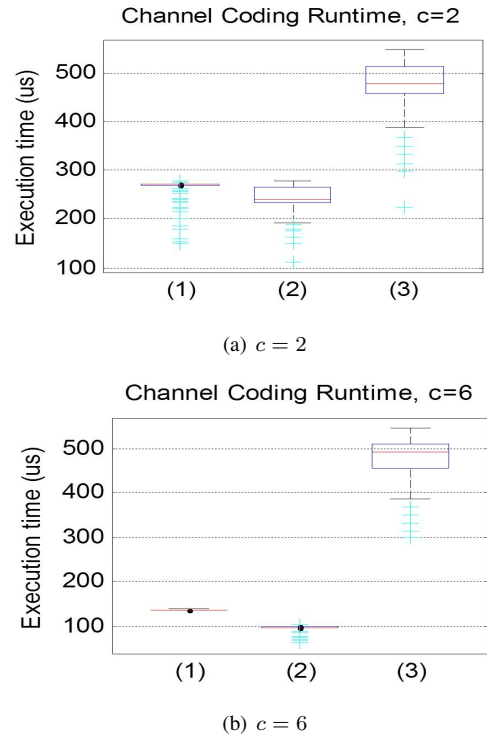 Channel Coding Runtime, c=2
Execution time (us)
500
400
300
200
100
(1) (2) (3)
(a) c = 2
Channel Coding Runtime, c=6
Execution time (us)
500
400
300
200
100
(1) (2) (3)
(b) c = 6